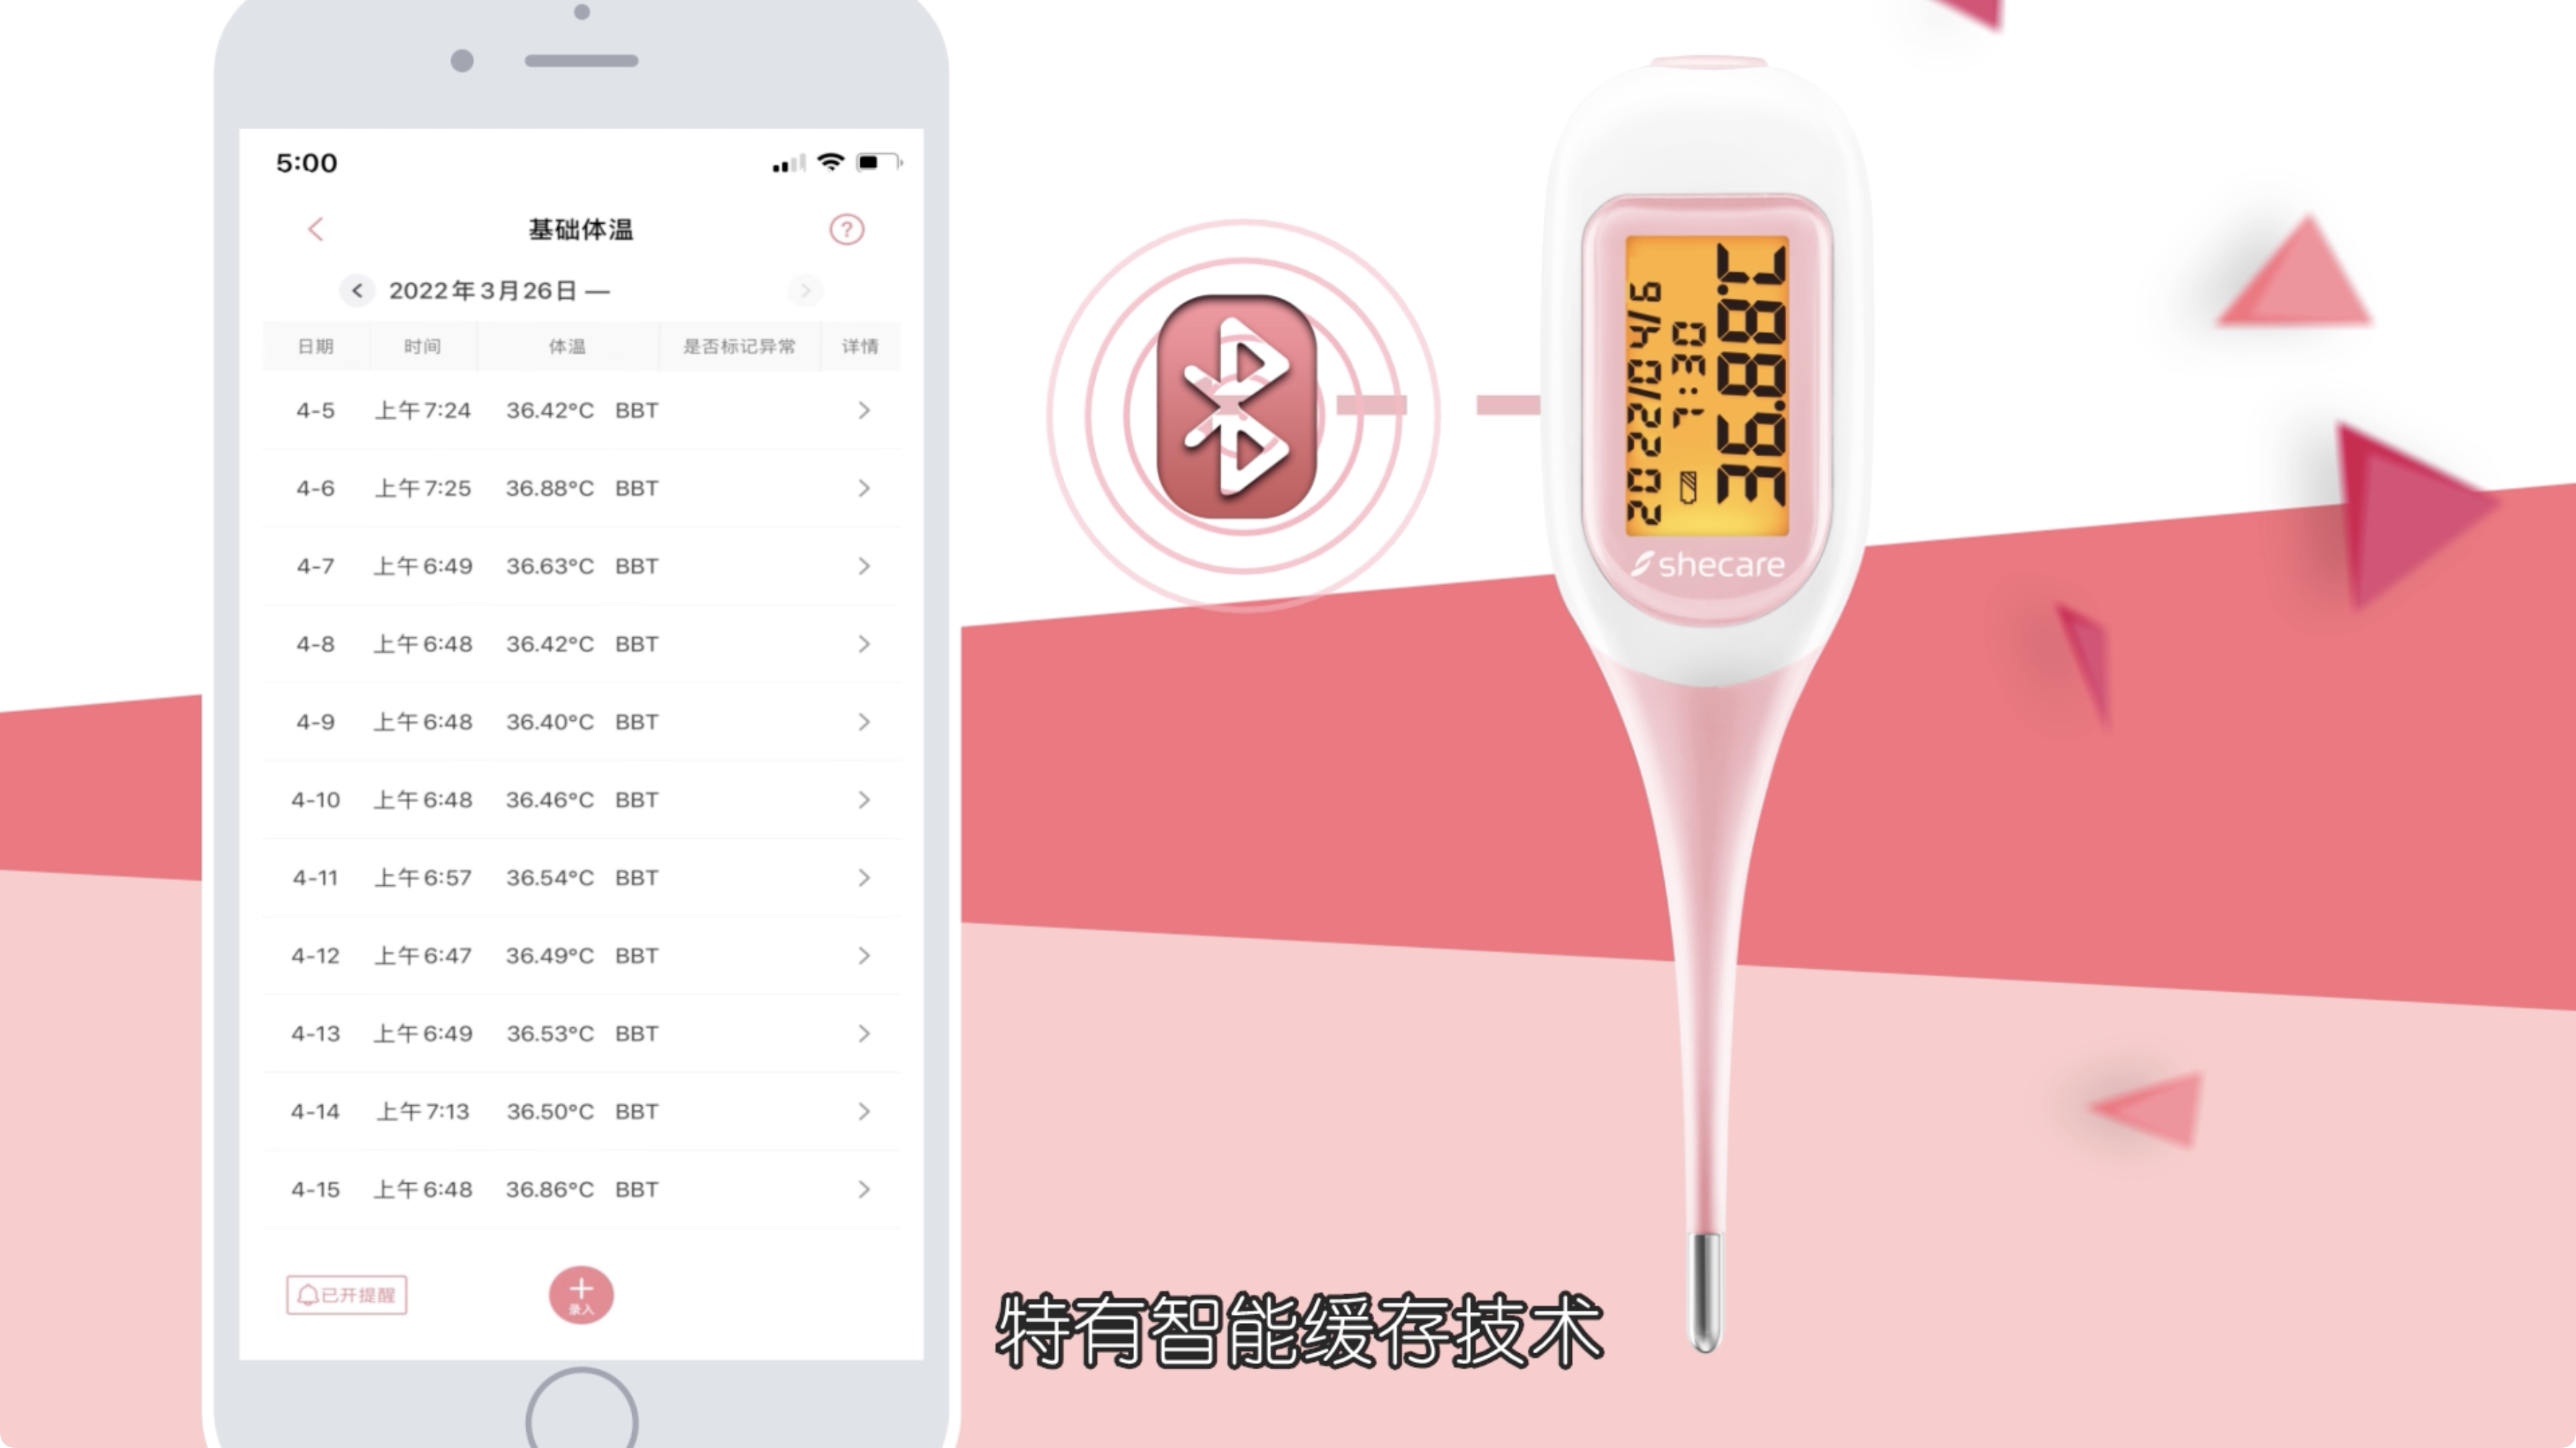 5:00
基础体温
2022年3月26日 —
日期 时间 体温 是否标记异常 详情
4-5 上午7:24 36.42°C BBT
4-6 上午7:25 36.88°C BBT
4-7 上午6:49 36.63°C BBT
4-8 上午6:48 36.42°C BBT
4-9 上午6:48 36.40°C BBT
4-10 上午6:48 36.46°C BBT
4-11 上午6:57 36.54°C BBT
4-12 上午6:47 36.49°C BBT
4-13 上午6:49 36.53°C BBT
4-14 上午7:13 36.50°C BBT
4-15 上午6:48 36.86°C BBT
已开提醒
录入
2022/04/6
7:30
36.88℃
shecare
特有智能缓存技术